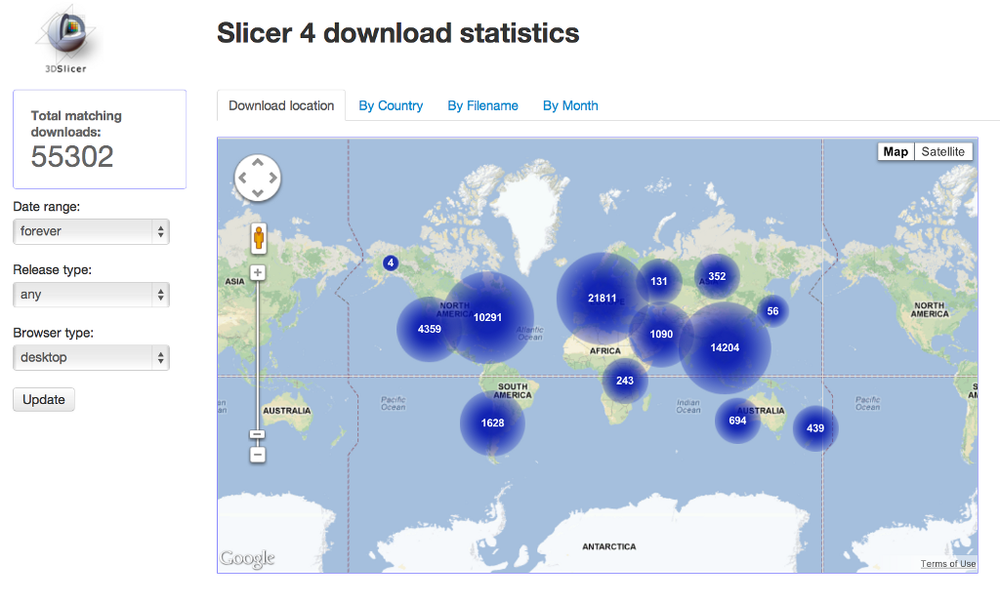 3DSlicer
Slicer 4 download statistics
Total matching
downloads:
55302
Date range:
forever
Release type:
any
Browser type:
desktop
Update
Download location
By Country
By Filename
By Month
Map
Satellite
4
ASIA
21811
131
352
56
10291
4359
NORTH
AMERICA
NORTH
AMERICA
Atlantic
Ocean
1090
14204
AFRICA
243
SOUTH
AMERICA
Pacific
Ocean
Indian
Ocean
Pacific
Ocean
AUSTRALIA
1628
694
USTRALIA
439
ANTARCTICA
Google
Terms of Use